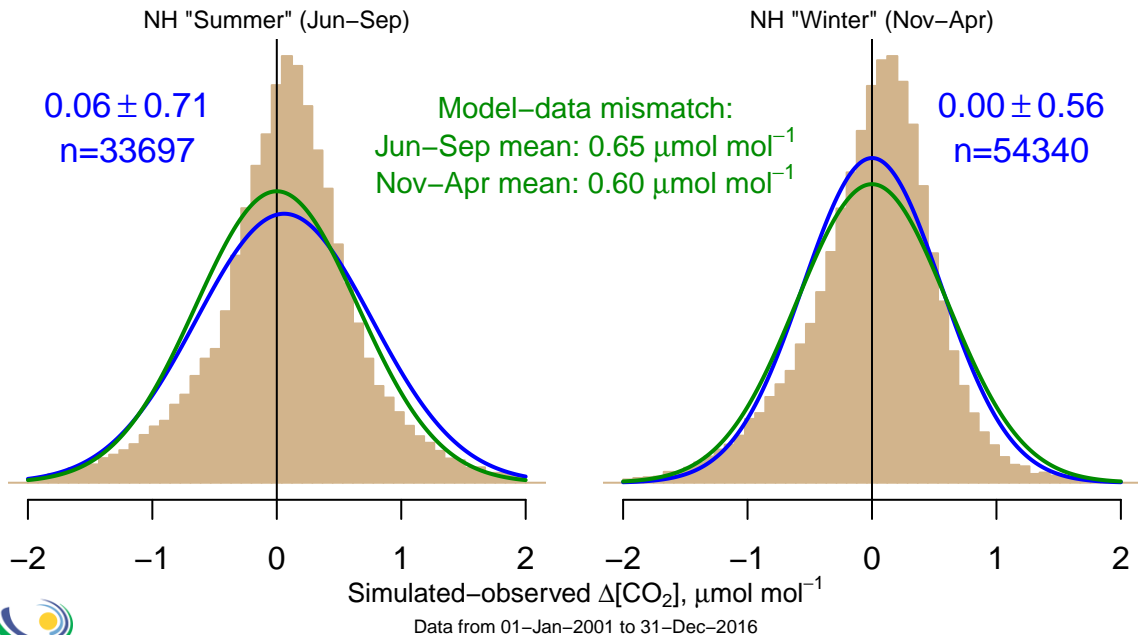 NH "Summer" (Jun−Sep)
0.06 ± 0.71
n=33697
Model−data mismatch:
Jun−Sep mean: 0.65 μmol mol⁻¹
Nov−Apr mean: 0.60 μmol mol⁻¹
NH "Winter" (Nov−Apr)
0.00 ± 0.56
n=54340
−2 −1 0 1 2
−2 −1 0 1 2
Simulated−observed Δ[CO₂], μmol mol⁻¹
Data from 01−Jan−2001 to 31−Dec−2016